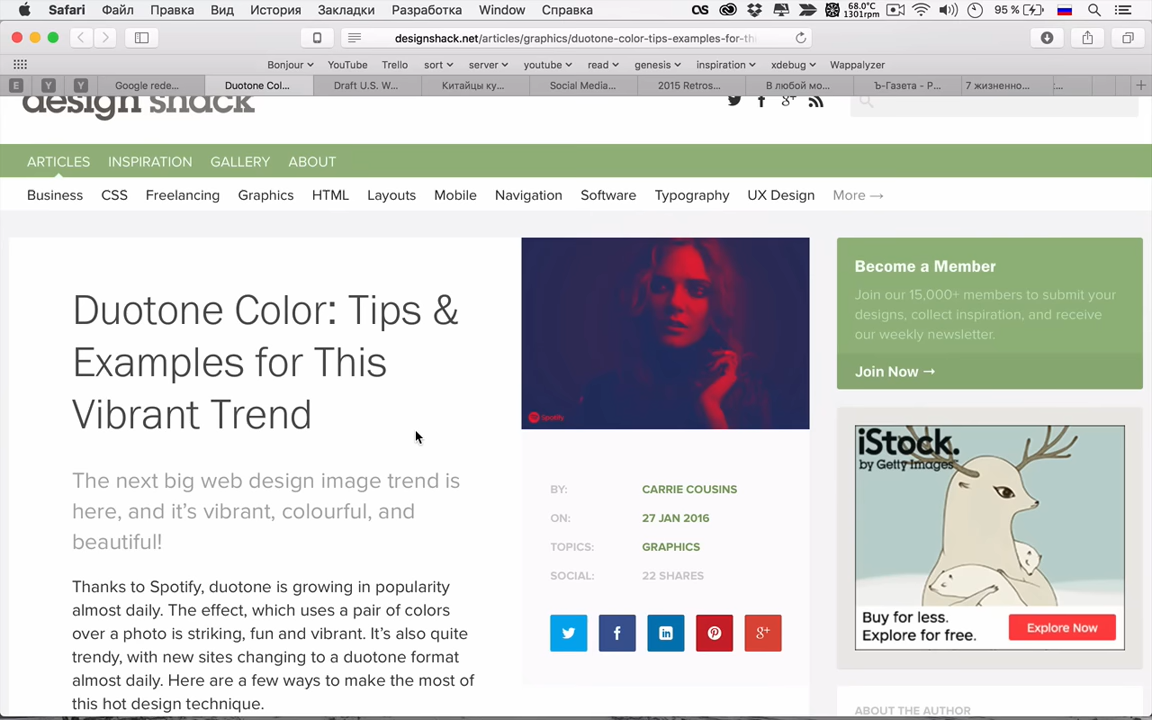 Safari Файл Правка Вид История Закладки Разработка Window Справка 68.0°C 1301rpm 95 %
designshack.net/articles/graphics/duotone-color-tips-examples-for-thi
Bonjour YouTube Trello sort server youtube read genesis inspiration xdebug Wappalyzer
E Y Y Google rede... Duotone Col... Draft U.S. W... Китайцы ку... Social Media... 2015 Retros... В любой мо... Ъ-Газета - Р... 7 жизненно... :...
design shack
ARTICLES INSPIRATION GALLERY ABOUT
Business CSS Freelancing Graphics HTML Layouts Mobile Navigation Software Typography UX Design More →
Duotone Color: Tips &
Examples for This
Vibrant Trend
The next big web design image trend is
here, and it's vibrant, colourful, and
beautiful!
Thanks to Spotify, duotone is growing in popularity
almost daily. The effect, which uses a pair of colors
over a photo is striking, fun and vibrant. It's also quite
trendy, with new sites changing to a duotone format
almost daily. Here are a few ways to make the most of
this hot design technique.
Spotify
BY: CARRIE COUSINS
ON: 27 JAN 2016
TOPICS: GRAPHICS
SOCIAL: 22 SHARES
Become a Member
Join our 15,000+ members to submit your
designs, collect inspiration, and receive
our weekly newsletter.
Join Now →
iStock.
by Getty Images
Buy for less.
Explore for free.
Explore Now
ABOUT THE AUTHOR